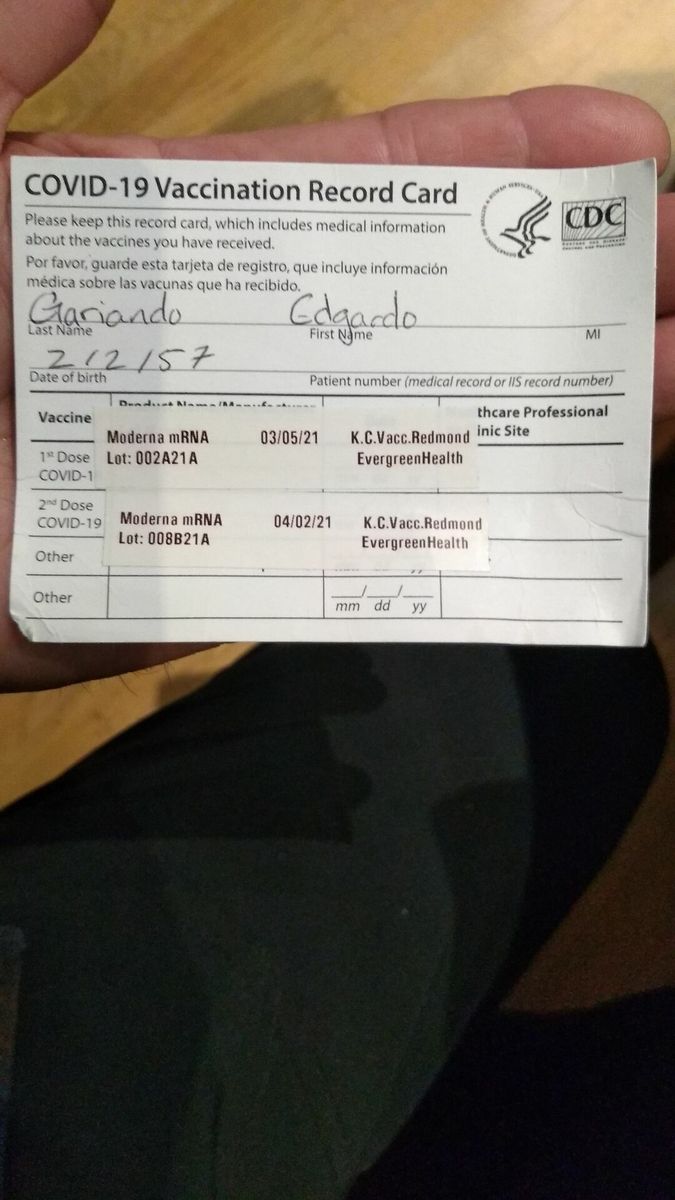 COVID-19 Vaccination Record Card
CDC
Please keep this record card, which includes medical information
about the vaccines you have received.
Por favor, guarde esta tarjeta de registro, que incluye información
médica sobre las vacunas que ha recibido.
Gariando Edgardo
Last Name First Name MI
2/2/57
Date of birth Patient number (medical record or IIS record number)
Vaccine thcare Professional
inic Site
1st Dose
COVID-1
Moderna mRNA 03/05/21 K.C.Vacc.Redmond
Lot: 002A21A EvergreenHealth
2nd Dose
COVID-19
Moderna mRNA 04/02/21 K.C.Vacc.Redmond
Lot: 008B21A EvergreenHealth
Other
Other
mm dd yy